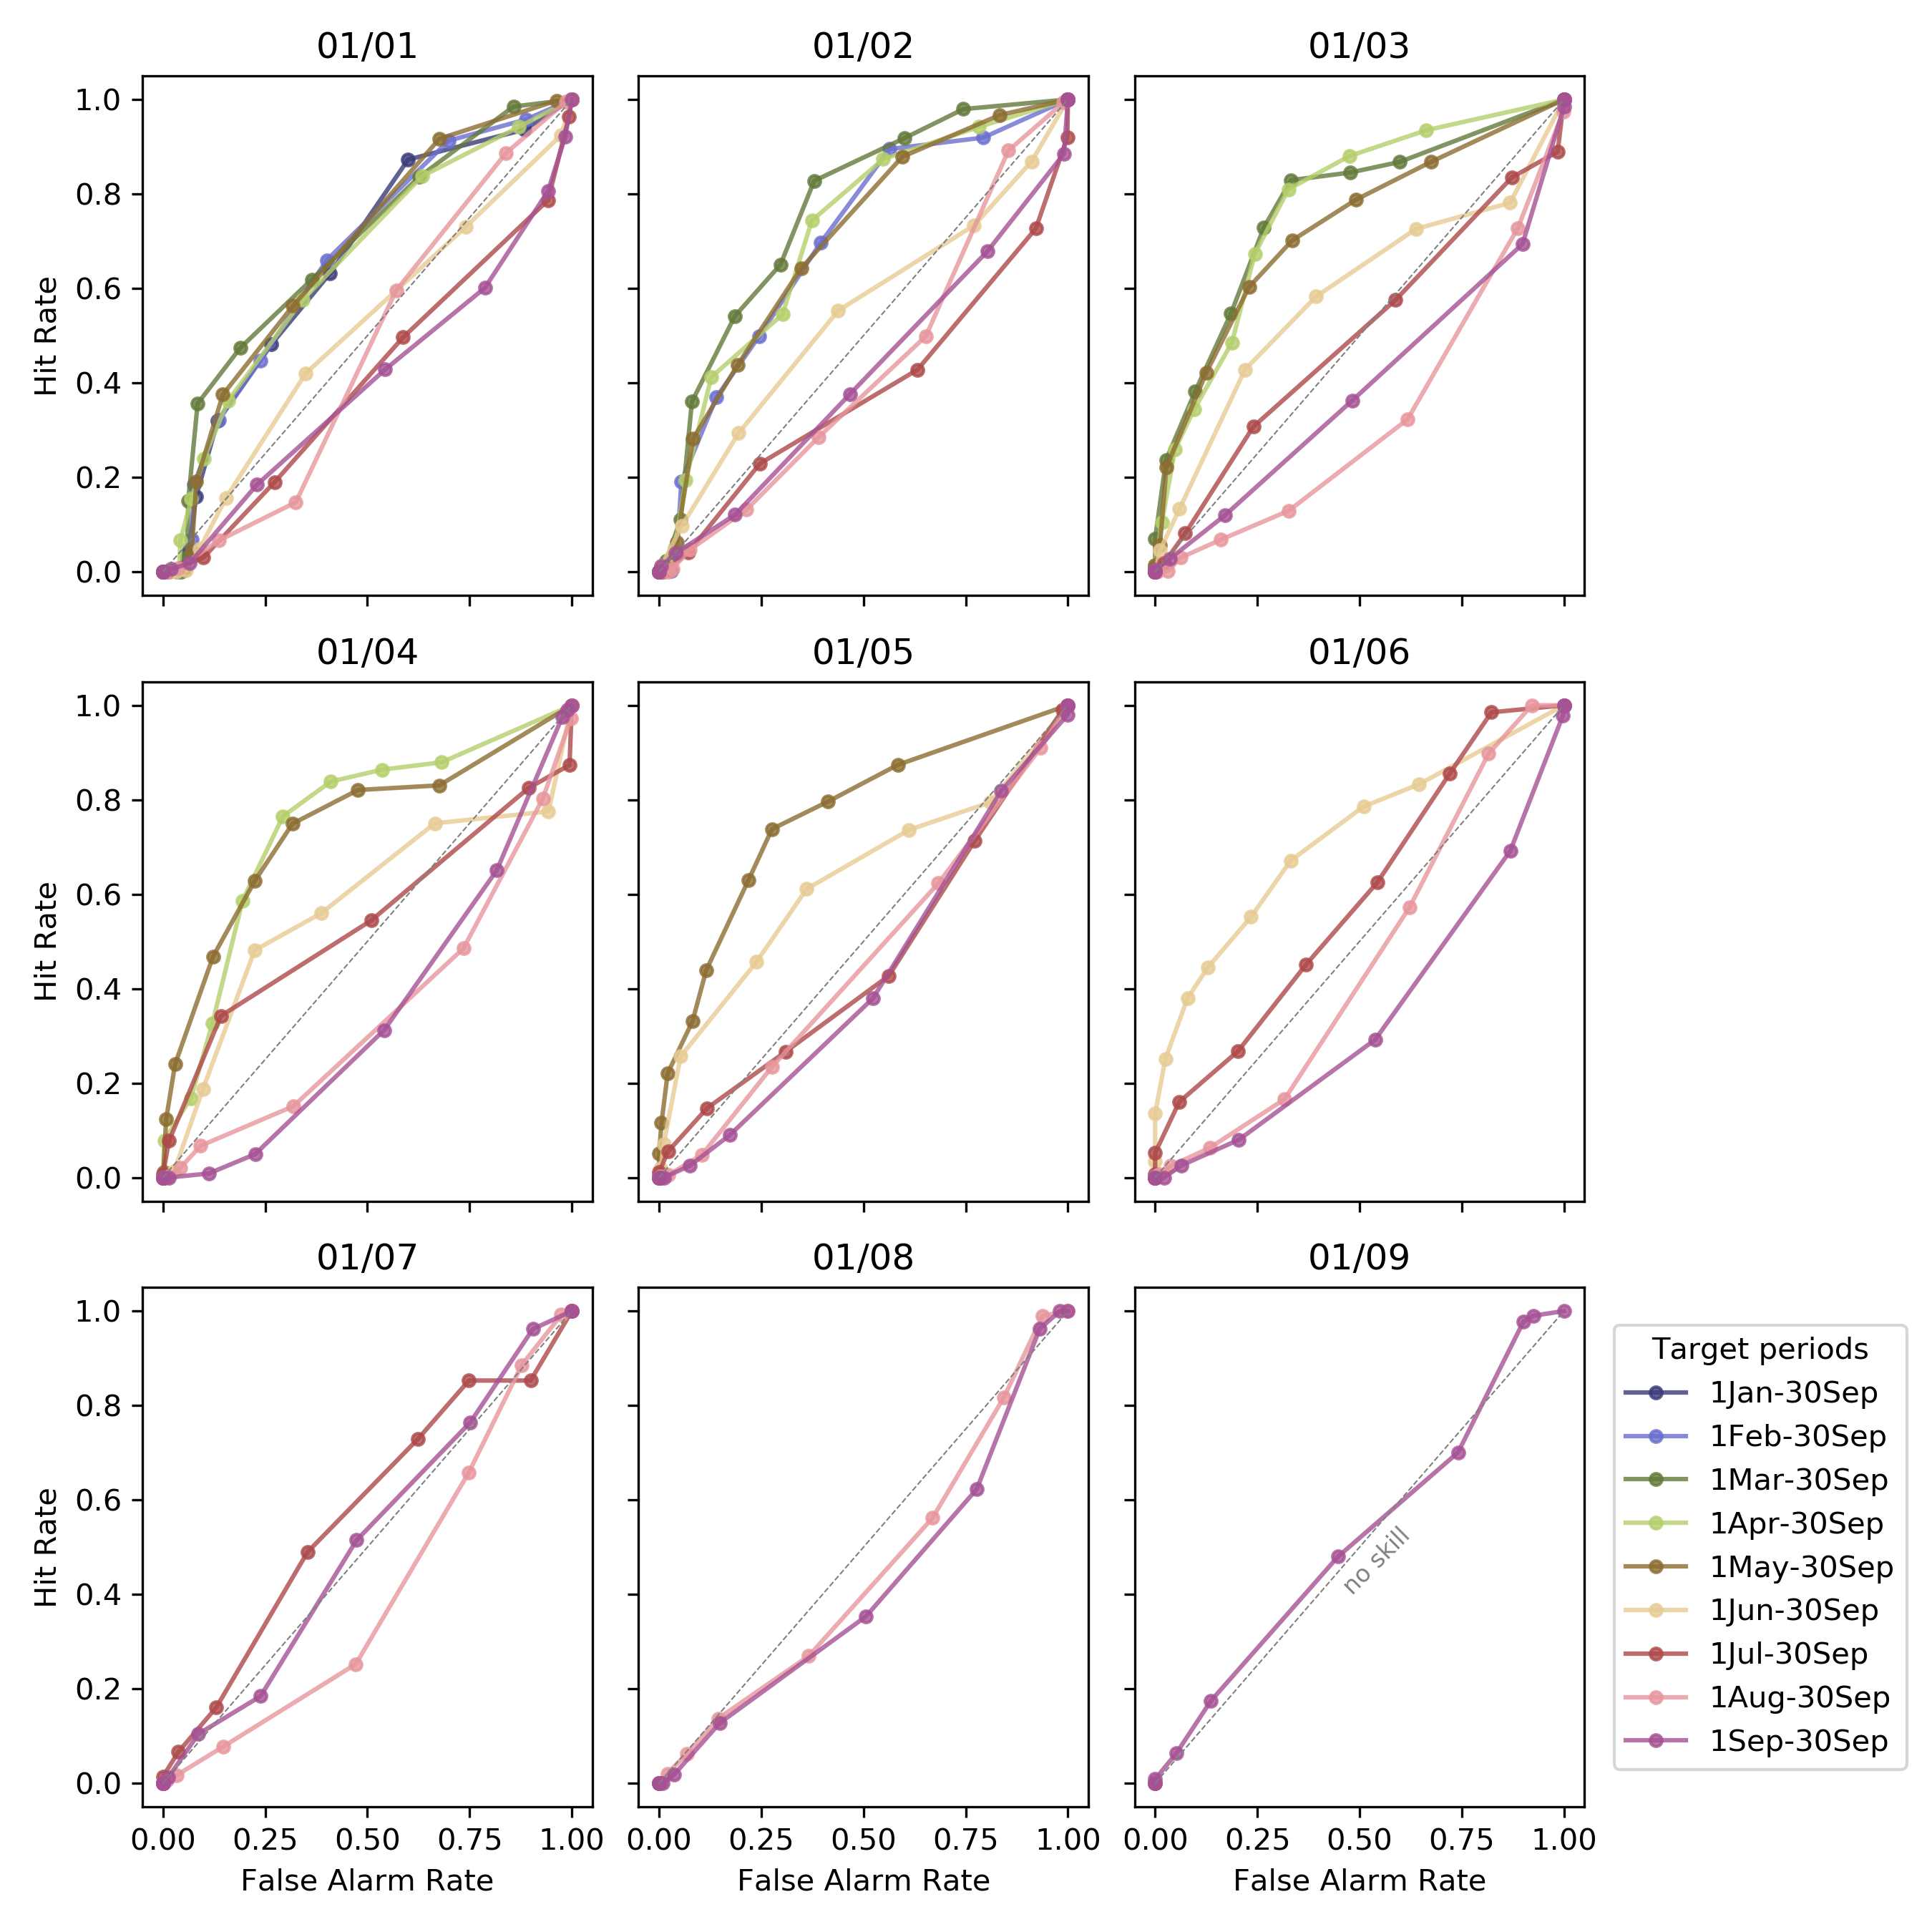 01/01
01/02
01/03
1.0
0.8
0.6
0.4
0.2
0.0
Hit Rate
01/04
01/05
01/06
1.0
0.8
0.6
0.4
0.2
0.0
Hit Rate
01/07
01/08
01/09
1.0
0.8
0.6
0.4
0.2
0.0
Hit Rate
no skill
0.00 0.25 0.50 0.75 1.00
0.00 0.25 0.50 0.75 1.00
0.00 0.25 0.50 0.75 1.00
False Alarm Rate
False Alarm Rate
False Alarm Rate
Target periods
1Jan-30Sep
1Feb-30Sep
1Mar-30Sep
1Apr-30Sep
1May-30Sep
1Jun-30Sep
1Jul-30Sep
1Aug-30Sep
1Sep-30Sep